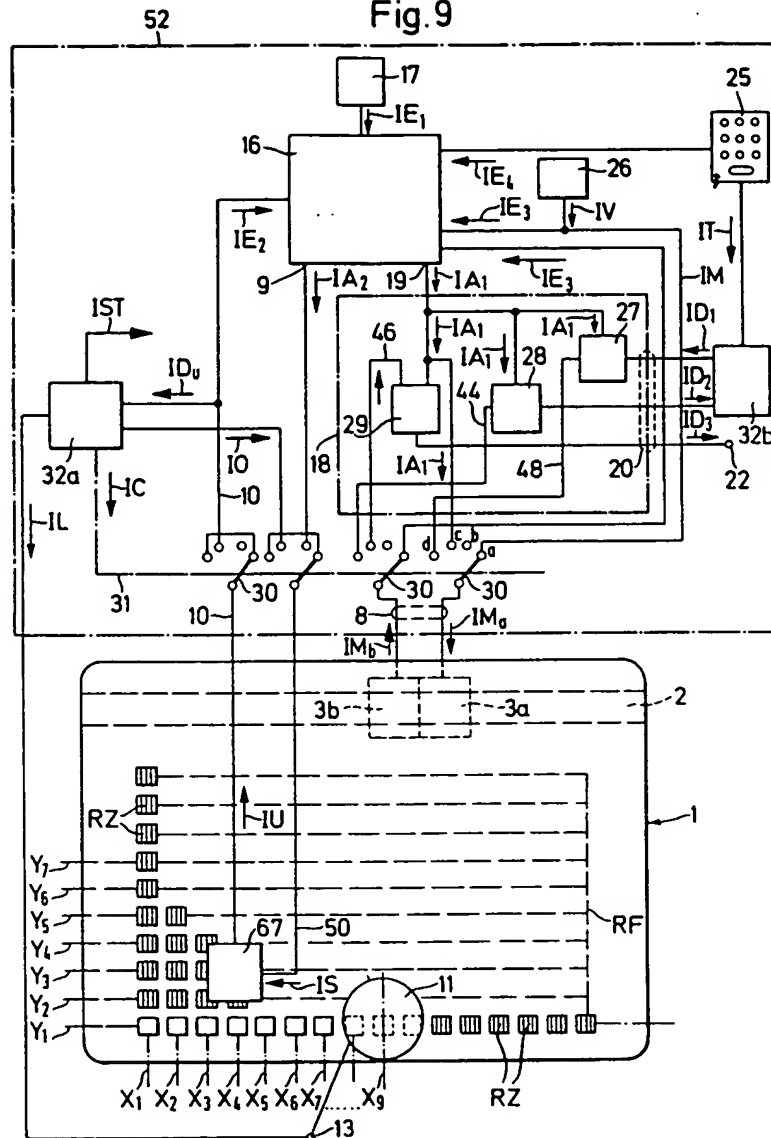 Fig.9
52
17
IE1
25
16
26
IE4
IE3
IV
IE2
IT
9
IA2
19
IA1
IE3
IM
IST
46
IA1
IA1
IA1
27
ID1
28
IDu
44
ID2
32b
29
ID3
18
IA1
48
20
22
32a
IO
IC
10
IL
d
c
b
a
31
30
30
30
10
8
IMb
IMa
3b
3a
2
RZ
IU
1
Y7
Y6
50
RF
Y5
Y4
67
11
Y3
Y2
IS
Y1
X1 X2 X3 X4 X5 X6 X7 ...... X9
RZ
13